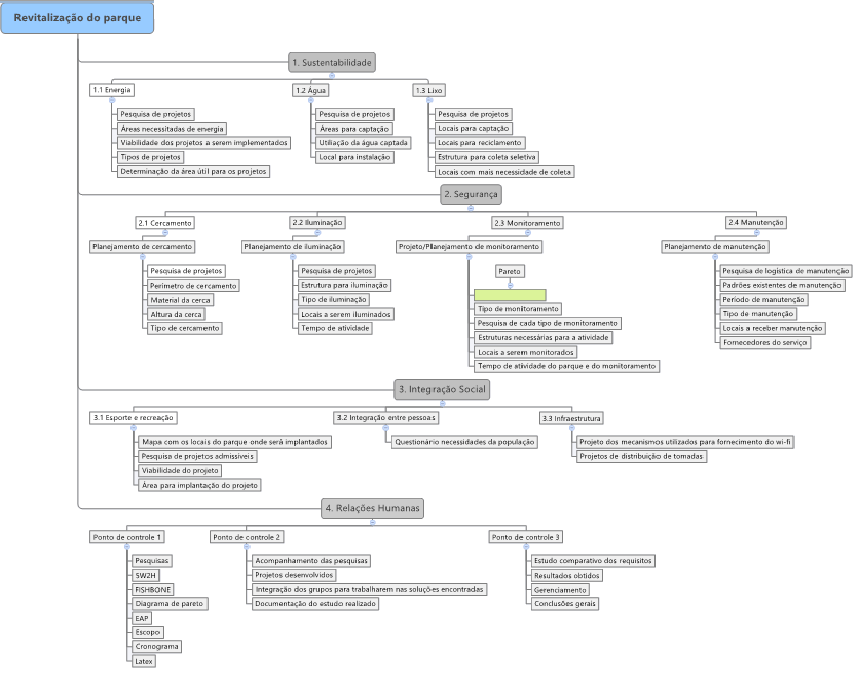 Revitalização do parque
1. Sustentabilidade
1.1 Energia
Pesquisa de projetos
Áreas necessitadas de energia
Viabilidade dos projetos a serem implementados
Tipos de projetos
Determinação da área útil para os projetos
1.2 Água
Pesquisa de projetos
Áreas para captação
Utiliação da água captada
Local para instalação
1.3 Lixo
Pesquisa de projetos
Locais para captação
Locais para reciclamento
Estrutura para coleta seletiva
Locais com mais necessidade de coleta
2. Segurança
2.1 Cercamento
Planejamento de cercamento
Pesquisa de projetos
Perímetro de cercamento
Material da cerca
Altura da cerca
Tipo de cercamento
2.2 Iluminação
Planejamento de iluminação
Pesquisa de projetos
Estrutura para iluminação
Tipo de iluminação
Locais a serem iluminados
Tempo de atividade
2.3 Monitoramento
Projeto/Planejamento de monitoramento
Pareto
Tipo de monitoramento
Pesquisa de cada tipo de monitoramento
Estruturas necessárias para a atividade
Locais a serem monitorados
Tempo de atividade do parque e do monitoramento
2.4 Manutenção
Planejamento de manutenção
Pesquisa de logística de manutenção
Padrões existentes de manutenção
Período de manutenção
Tipo de manutenção
Locais a receber manutenção
Fornecedores do serviço
3. Integração Social
3.1 Esporte e recreação
Mapa com os locais do parque onde será implantados
Pesquisa de projetos admissíveis
Viabilidade do projeto
Área para implantação do projeto
3.2 Integração entre pessoas
Questionário necessidades da população
3.3 Infraestrutura
Projeto dos mecanismos utilizados para fornecimento do wi-fi
Projetos de distribuição de tomadas
4. Relações Humanas
Ponto de controle 1
Pesquisas
5W2H
FISHBONE
Diagrama de pareto
EAP
Escopo
Cronograma
Latex
Ponto de controle 2
Acompanhamento das pesquisas
Projetos desenvolvidos
Integração dos grupos para trabalharem nas soluções encontradas
Documentação do estudo realizado
Ponto de controle 3
Estudo comparativo dos requisitos
Resultados obtidos
Gerenciamento
Conclusões gerais